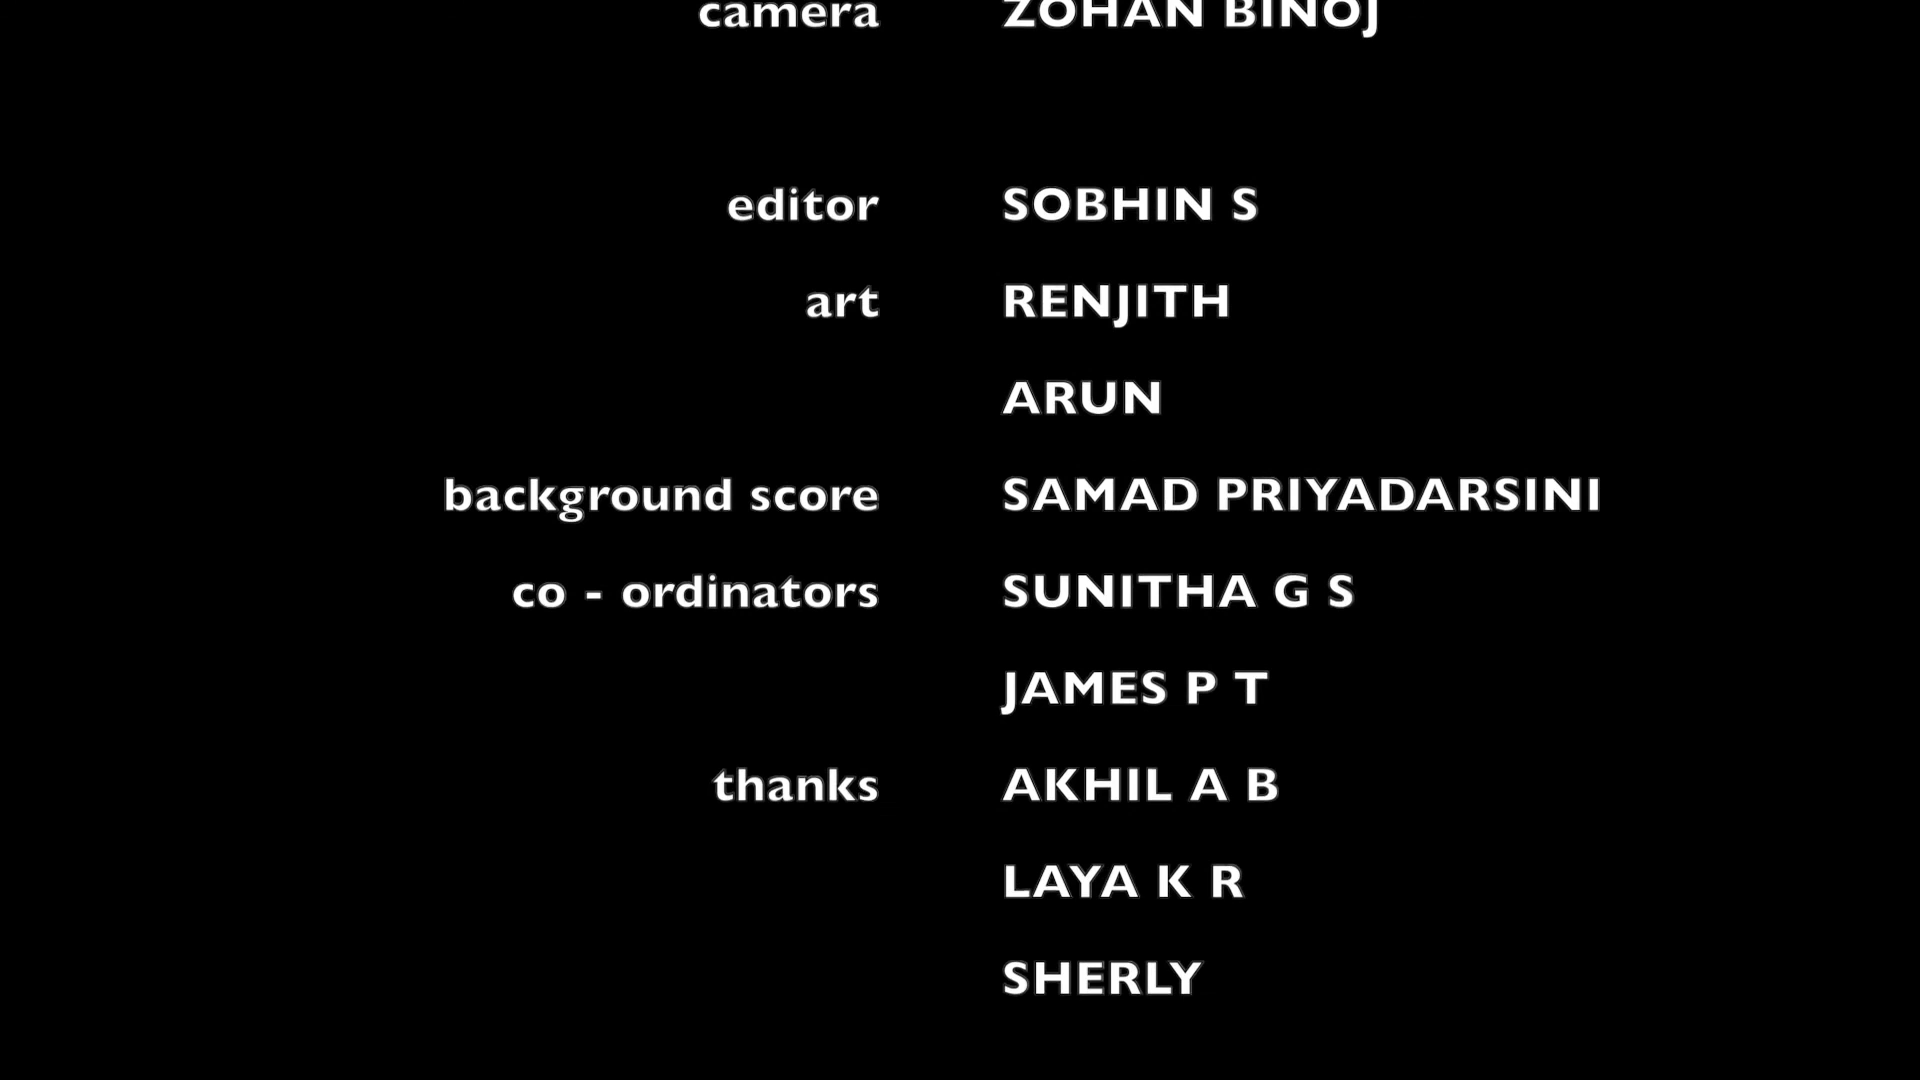 camera ZOHAN BINOJ
editor SOBHIN S
art RENJITH
ARUN
background score SAMAD PRIYADARSINI
co - ordinators SUNITHA G S
JAMES P T
thanks AKHIL A B
LAYA K R
SHERLY